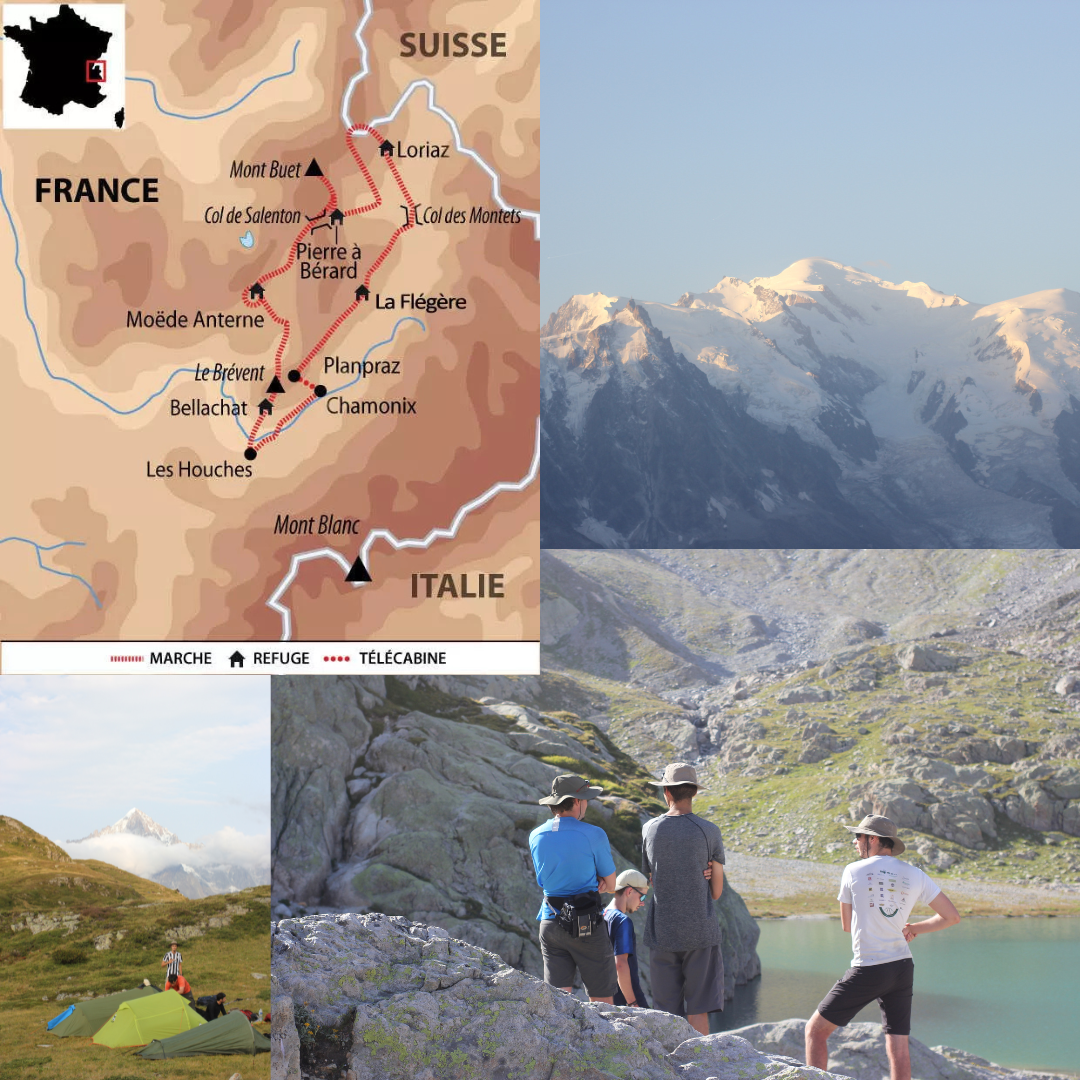 SUISSE
Loriaz
Mont Buet
FRANCE
Col de Salenton
Col des Montets
Pierre à
Bérard
La Flégère
Moëde Anterne
Planpraz
Le Brévent
Bellachat
Chamonix
Les Houches
Mont Blanc
ITALIE
MARCHE
REFUGE
TÉLÉCABINE